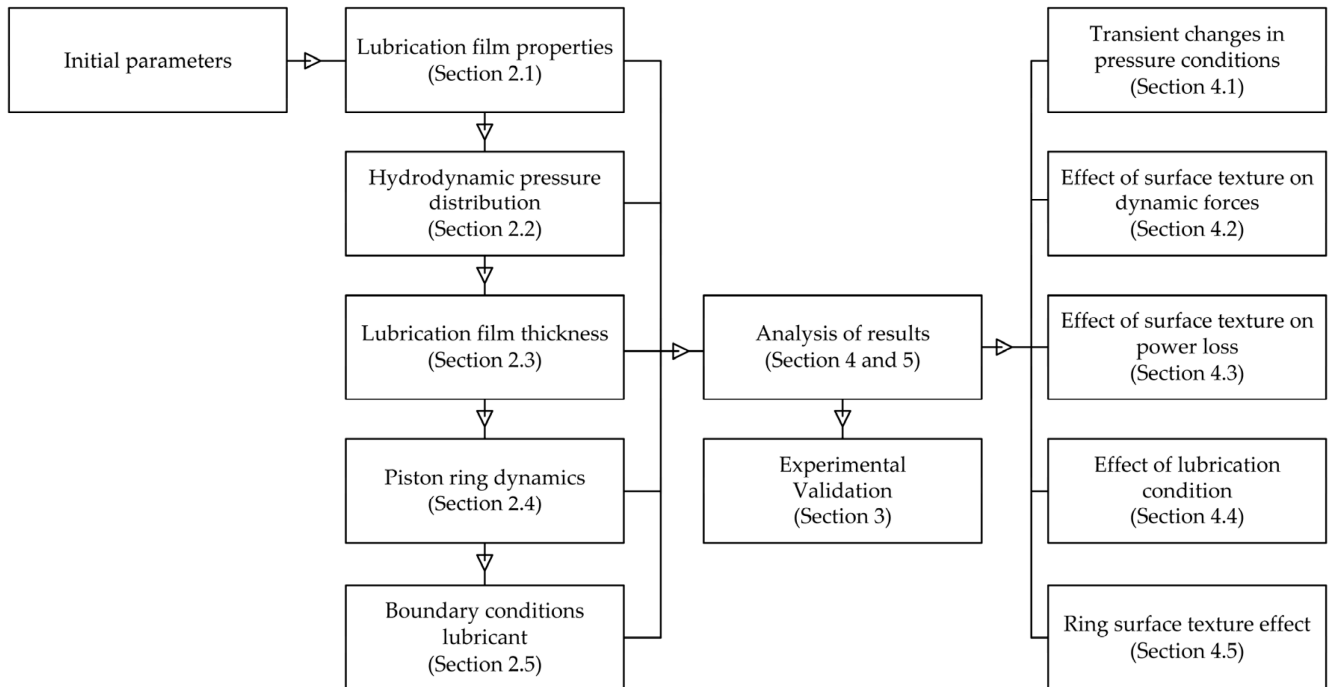 Initial parameters
Lubrication film properties
(Section 2.1)
Hydrodynamic pressure
distribution
(Section 2.2)
Lubrication film thickness
(Section 2.3)
Piston ring dynamics
(Section 2.4)
Boundary conditions
lubricant
(Section 2.5)
Analysis of results
(Section 4 and 5)
Experimental
Validation
(Section 3)
Transient changes in
pressure conditions
(Section 4.1)
Effect of surface texture on
dynamic forces
(Section 4.2)
Effect of surface texture on
power loss
(Section 4.3)
Effect of lubrication
condition
(Section 4.4)
Ring surface texture effect
(Section 4.5)